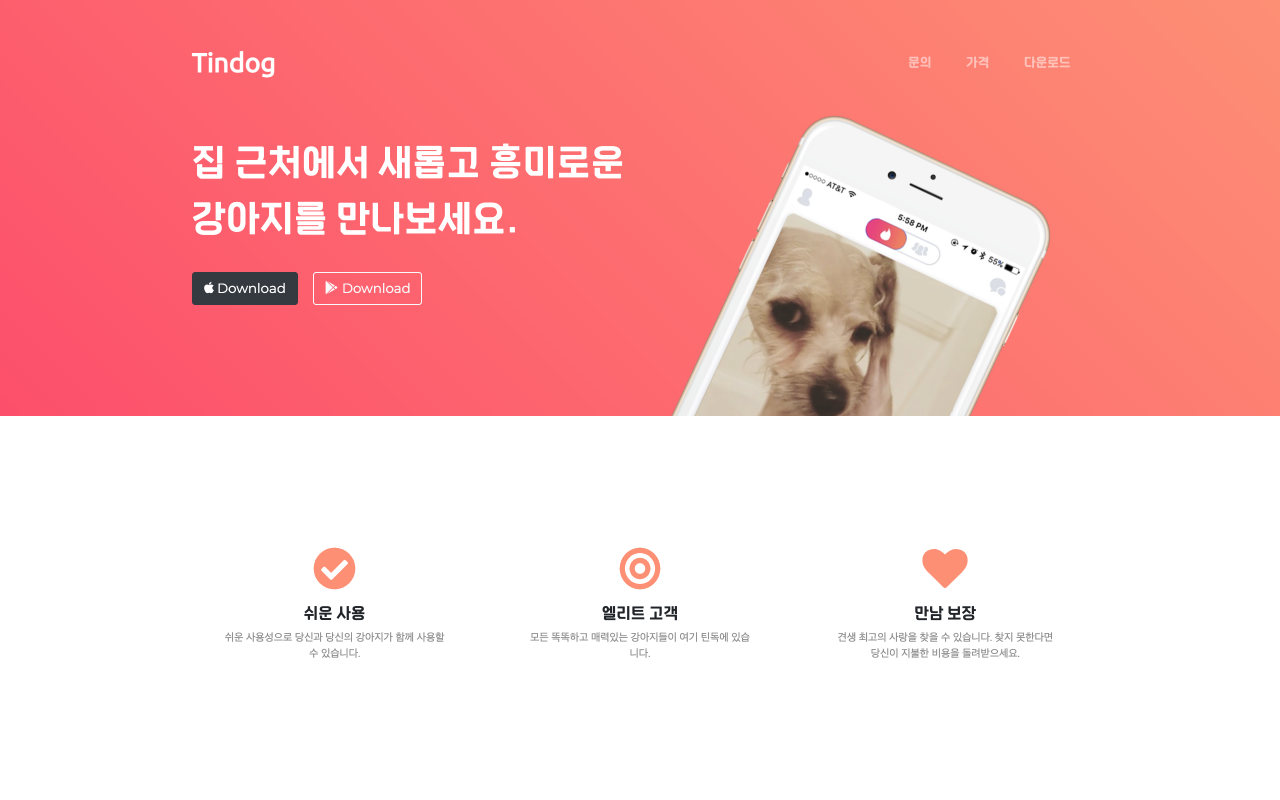 Tindog
문의 가격 다운로드
집 근처에서 새롭고 흥미로운
강아지를 만나보세요.
Download Download
AT&T
5:58 PM
55%
쉬운 사용
쉬운 사용성으로 당신과 당신의 강아지가 함께 사용할
수 있습니다.
엘리트 고객
모든 똑똑하고 매력있는 강아지들이 여기 틴독에 있습
니다.
만남 보장
견생 최고의 사랑을 찾을 수 있습니다. 찾지 못한다면
당신이 지불한 비용을 돌려받으세요.